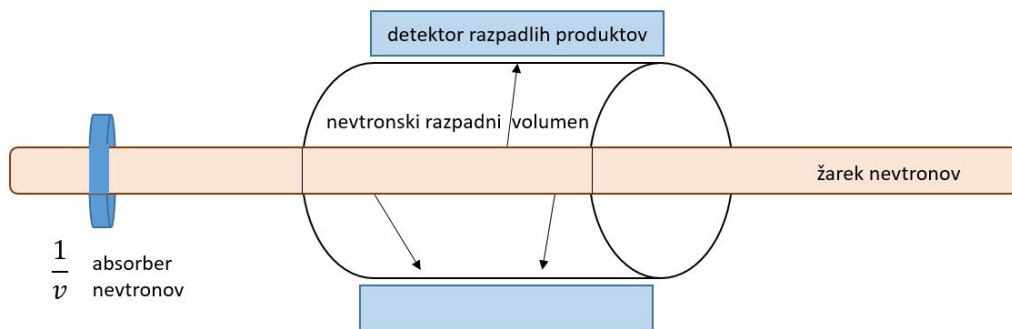 detektor razpadlih produktov
nevtronski razpadni volumen
žarek nevtronov
1
v
absorber
nevtronov